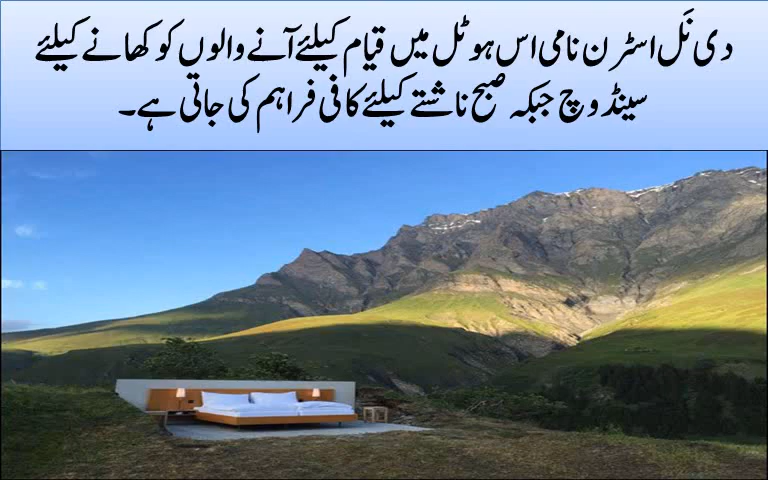 دی نَل اسٹرن نامی اس ہوٹل میں قیام کیلئے آنے والوں کو کھانے کیلئے
سینڈوچ جبکہ صبح ناشتے کیلئے کافی فراہم کی جاتی ہے۔